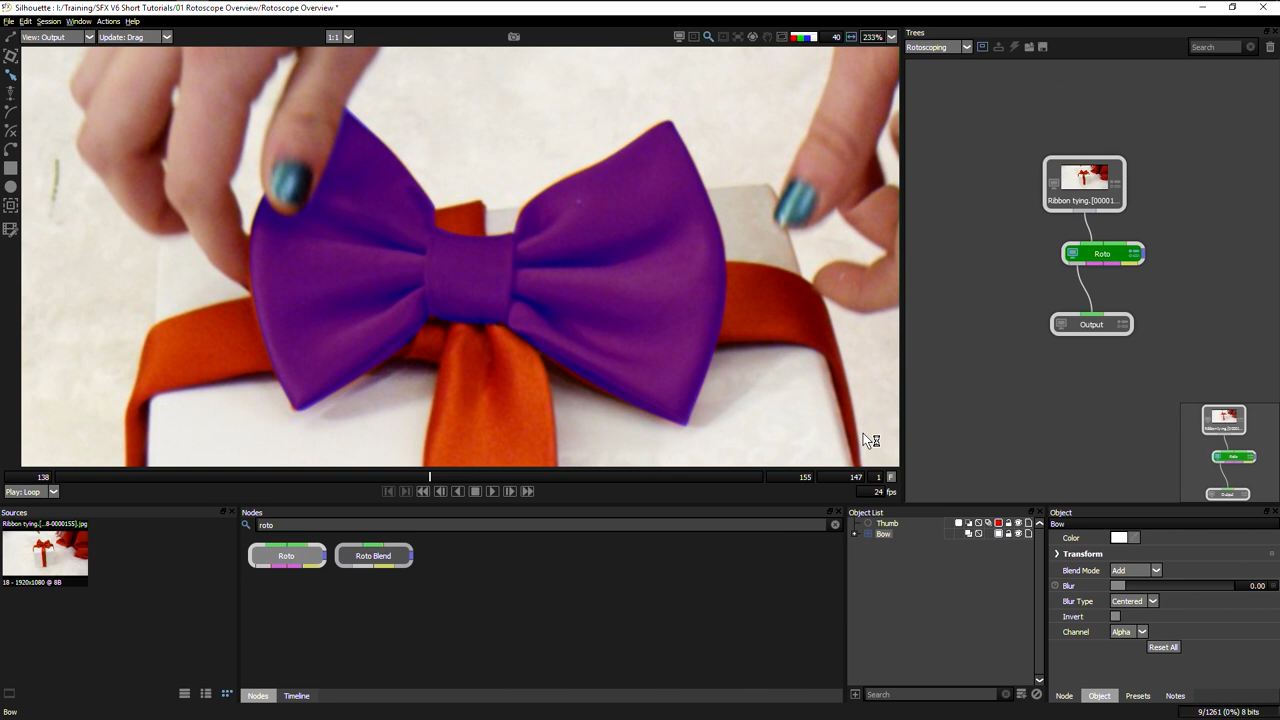 Silhouette : I:/Training/SFX V6 Short Tutorials/01 Rotoscope Overview/Rotoscope Overview *
File Edit Session Window Actions Help
View: Output Update: Drag 1:1 40 233%
Trees
Rotoscoping Search
Ribbon tying.[00001...
Roto
Output
Roto
Output
138 155 147 1 F
Play: Loop 24 fps
Sources
Ribbon tying.[...8-0000155].jpg
18 - 1920x1080 @ 8B
Nodes
roto
Roto Roto Blend
Nodes Timeline
Object List
Thumb
Bow
Search
Object
Bow
Color
Transform
Blend Mode Add
Blur 0.00
Blur Type Centered
Invert
Channel Alpha
Reset All
Node Object Presets Notes
Bow 9/1261 (0%) 8 bits